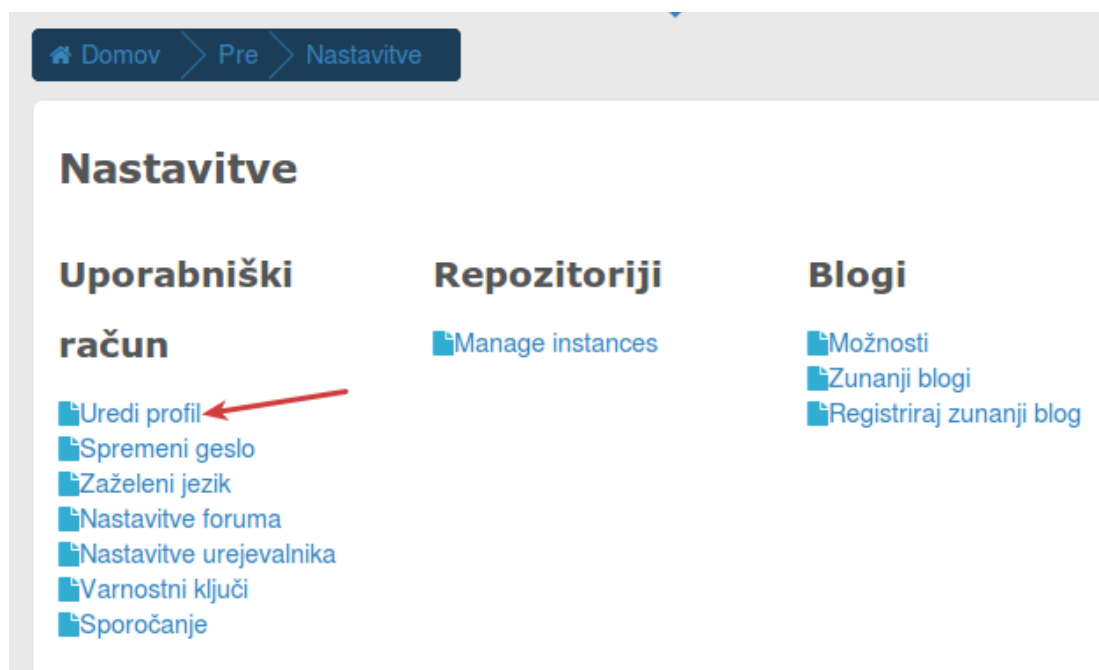 Domov Pre Nastavitve
Nastavitve
Uporabniški
račun
Uredi profil
Spremeni geslo
Zaželeni jezik
Nastavitve foruma
Nastavitve urejevalnika
Varnostni ključi
Sporočanje
Repozitoriji
Manage instances
Blogi
Možnosti
Zunanji blogi
Registriraj zunanji blog